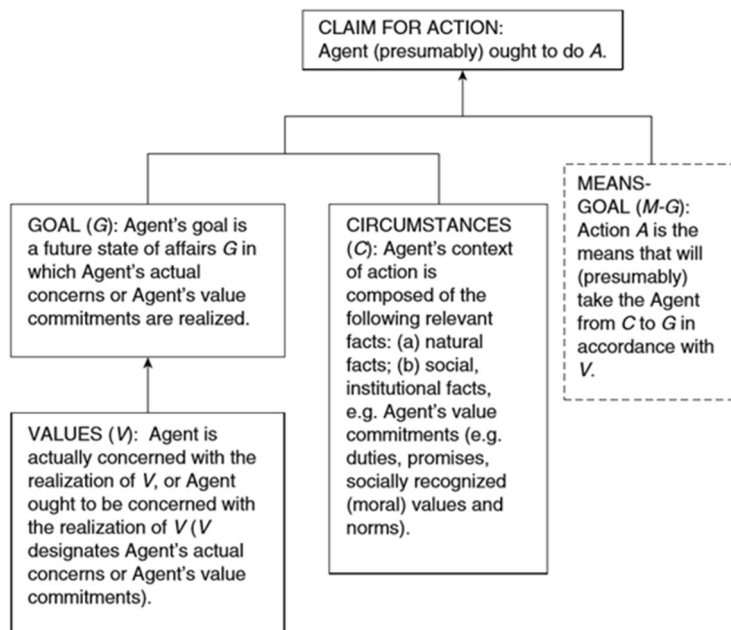 CLAIM FOR ACTION:
Agent (presumably) ought to do A.
GOAL (G): Agent's goal is
a future state of affairs G in
which Agent's actual
concerns or Agent's value
commitments are realized.
CIRCUMSTANCES
(C): Agent's context
of action is
composed of the
following relevant
facts: (a) natural
facts; (b) social,
institutional facts,
e.g. Agent's value
commitments (e.g.
duties, promises,
socially recognized
(moral) values and
norms).
MEANS-
GOAL (M-G):
Action A is the
means that will
(presumably)
take the Agent
from C to G in
accordance with
V.
VALUES (V): Agent is
actually concerned with the
realization of V, or Agent
ought to be concerned with
the realization of V (V
designates Agent's actual
concerns or Agent's value
commitments).